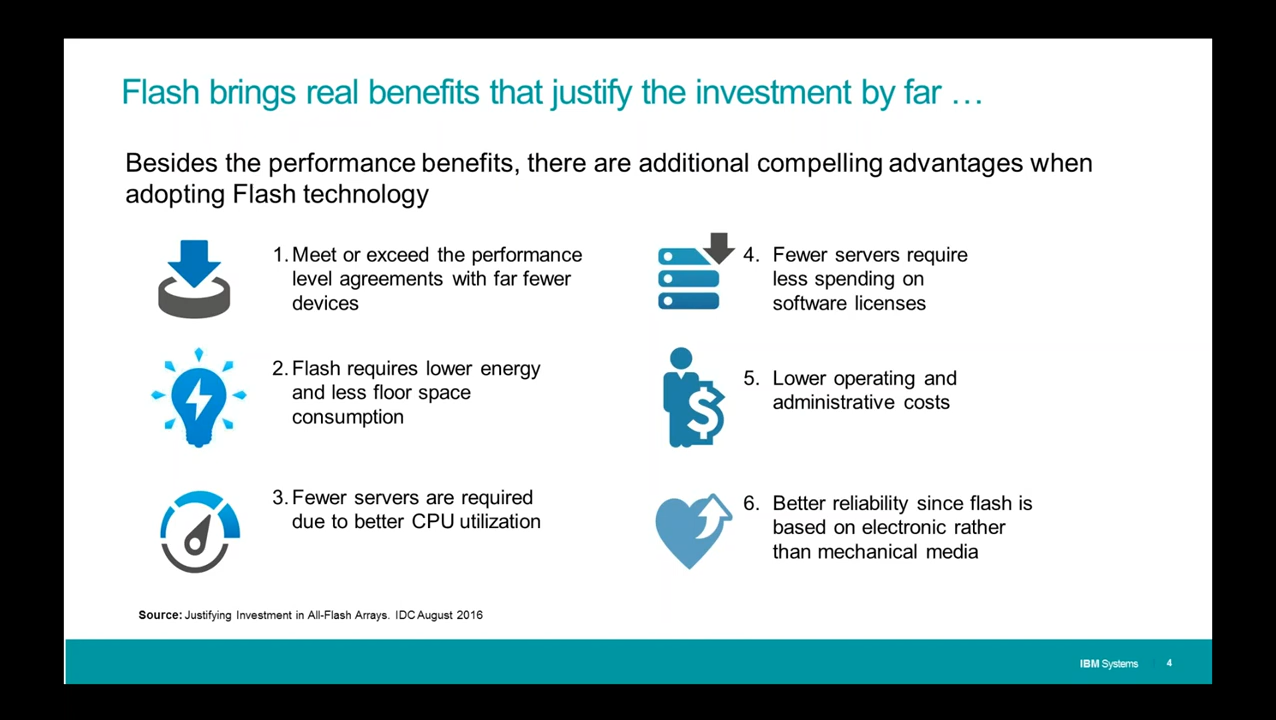 Flash brings real benefits that justify the investment by far …
Besides the performance benefits, there are additional compelling advantages when
adopting Flash technology
1. Meet or exceed the performance
level agreements with far fewer
devices
2. Flash requires lower energy
and less floor space
consumption
3. Fewer servers are required
due to better CPU utilization
4. Fewer servers require
less spending on
software licenses
5. Lower operating and
administrative costs
6. Better reliability since flash is
based on electronic rather
than mechanical media
Source: Justifying Investment in All-Flash Arrays. IDC August 2016
IBM Systems 4